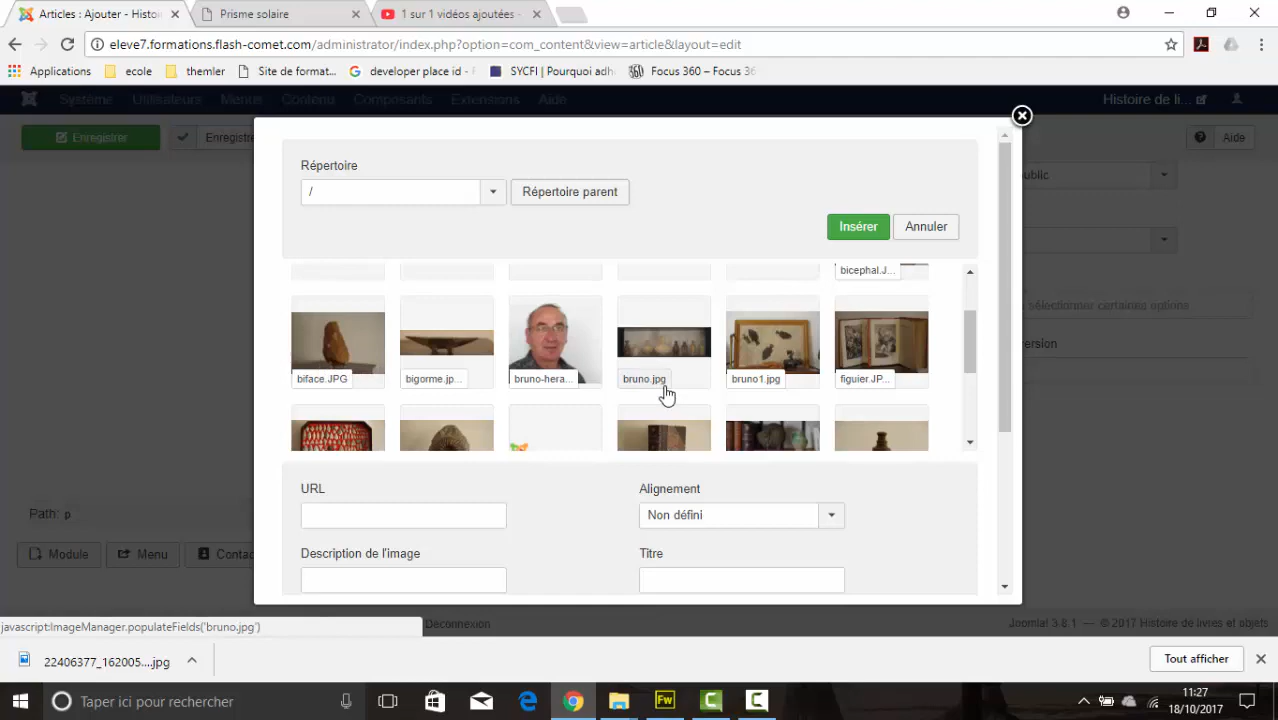 Articles : Ajouter - Histoi
Prisme solaire
1 sur 1 vidéos ajoutées -
eleve7.formations.flash-comet.com/administrator/index.php?option=com_content&view=article&layout=edit
Applications
ecole
themler
Site de format...
developer place id -
SYCFI | Pourquoi adh
Focus 360 – Focus 36
Système
Utilisateurs
Menus
Contenu
Composants
Extensions
Aide
Histoire de li...
Enregistrer
Enregistre
Aide
Répertoire
/
Répertoire parent
ublic
Insérer
Annuler
bicephal.J...
sélectionner certaines options
ersion
biface.JPG
bigorme.jp...
bruno-hera...
bruno.jpg
bruno1.jpg
figuier.JP...
URL
Alignement
Non défini
Path: p
Module
Menu
Contac
Description de l'image
Titre
javascript:ImageManager.populateFields('bruno.jpg')
Déconnexion
Joomla! 3.8.1 — © 2017 Histoire de livres et objets
22406377_162005....jpg
Tout afficher
Taper ici pour rechercher
Fw
11:27
18/10/2017